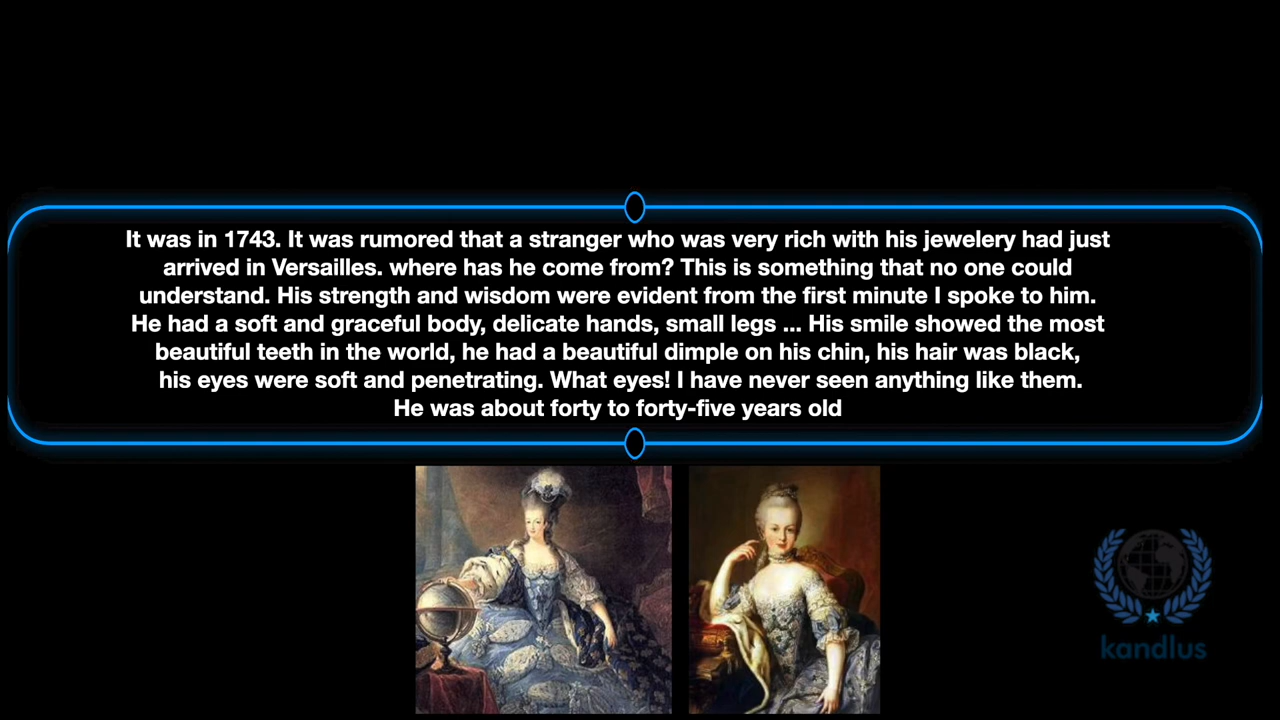 It was in 1743. It was rumored that a stranger who was very rich with his jewelery had just
arrived in Versailles. where has he come from? This is something that no one could
understand. His strength and wisdom were evident from the first minute I spoke to him.
He had a soft and graceful body, delicate hands, small legs ... His smile showed the most
beautiful teeth in the world, he had a beautiful dimple on his chin, his hair was black,
his eyes were soft and penetrating. What eyes! I have never seen anything like them.
He was about forty to forty-five years old
kandlus